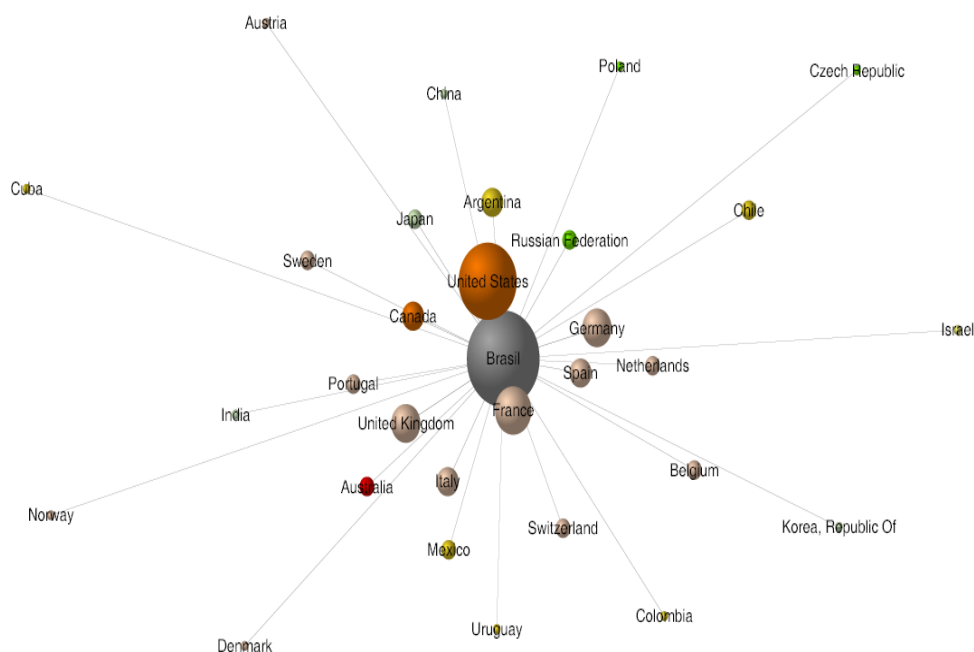 Austria
Poland
Czech Republic
China
Cuba
Argentina
Chile
Japan
Russian Federation
Sweden
United States
Canada
Germany
Israel
Brasil
Netherlands
Spain
Portugal
France
India
United Kingdom
Belgium
Italy
Australia
Norway
Switzerland
Korea, Republic Of
Mexico
Colombia
Uruguay
Denmark